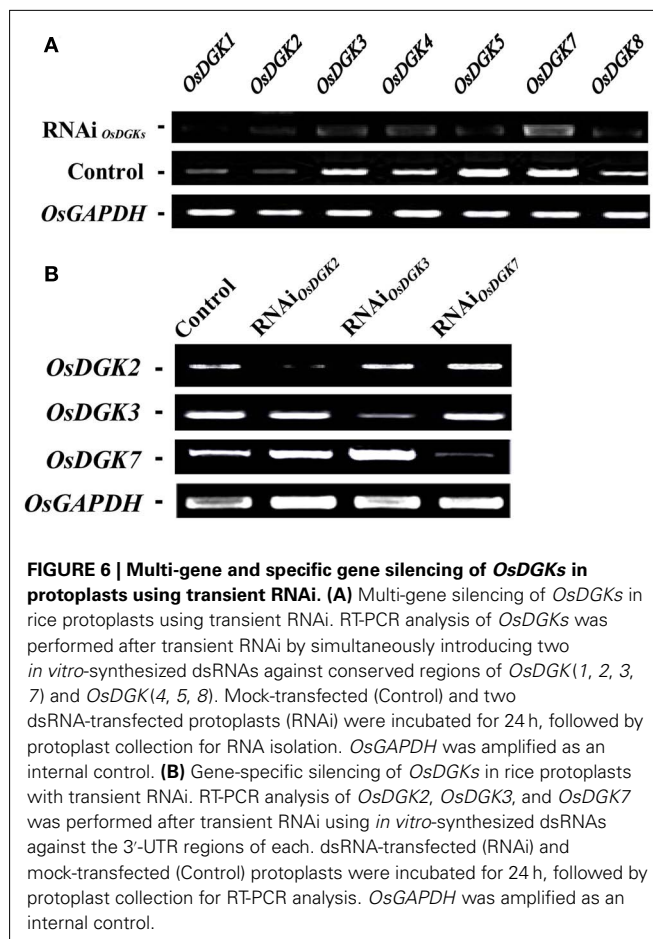 A
OsDGK1 OsDGK2 OsDGK3 OsDGK4 OsDGK5 OsDGK7 OsDGK8
RNAi OsDGKs -
Control -
OsGAPDH -
B
Control RNAiOsDGK2 RNAiOsDGK3 RNAiOsDGK7
OsDGK2 -
OsDGK3 -
OsDGK7 -
OsGAPDH -
FIGURE 6 | Multi-gene and specific gene silencing of OsDGKs in
protoplasts using transient RNAi. (A) Multi-gene silencing of OsDGKs in
rice protoplasts using transient RNAi. RT-PCR analysis of OsDGKs was
performed after transient RNAi by simultaneously introducing two
in vitro-synthesized dsRNAs against conserved regions of OsDGK(1, 2, 3,
7) and OsDGK(4, 5, 8). Mock-transfected (Control) and two
dsRNA-transfected protoplasts (RNAi) were incubated for 24 h, followed by
protoplast collection for RNA isolation. OsGAPDH was amplified as an
internal control. (B) Gene-specific silencing of OsDGKs in rice protoplasts
with transient RNAi. RT-PCR analysis of OsDGK2, OsDGK3, and OsDGK7
was performed after transient RNAi using in vitro-synthesized dsRNAs
against the 3′-UTR regions of each. dsRNA-transfected (RNAi) and
mock-transfected (Control) protoplasts were incubated for 24 h, followed by
protoplast collection for RT-PCR analysis. OsGAPDH was amplified as an
internal control.